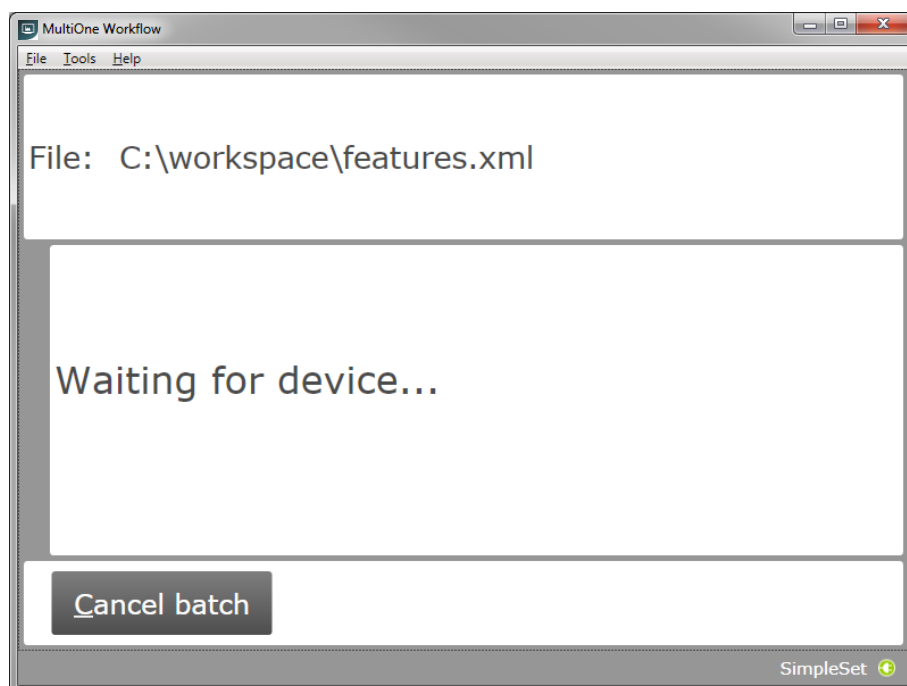 MultiOne Workflow
File Tools Help
File: C:\workspace\features.xml
Waiting for device...
Cancel batch
SimpleSet